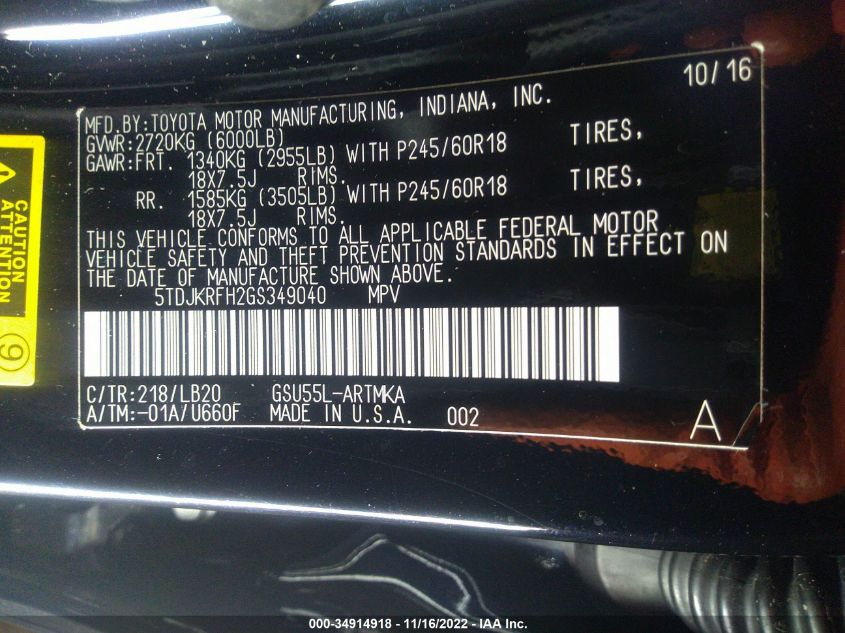 10/16
MFD.BY:TOYOTA MOTOR MANUFACTURING, INDIANA, INC.
GVWR:2720KG (6000LB)
GAWR:FRT. 1340KG (2955LB) WITH P245/60R18 TIRES,
18X7.5J RIMS.
RR. 1585KG (3505LB) WITH P245/60R18 TIRES,
18X7.5J RIMS.
THIS VEHICLE CONFORMS TO ALL APPLICABLE FEDERAL MOTOR
VEHICLE SAFETY AND THEFT PREVENTION STANDARDS IN EFFECT ON
THE DATE OF MANUFACTURE SHOWN ABOVE.
5TDJKRFH2GS349040 MPV
C/TR:218/LB20 GSU55L-ARTMKA
A/TM:-01A/U660F MADE IN U.S.A. 002
A
CAUTION
ATTENTION
9
000-34914918 - 11/16/2022 - IAA Inc.